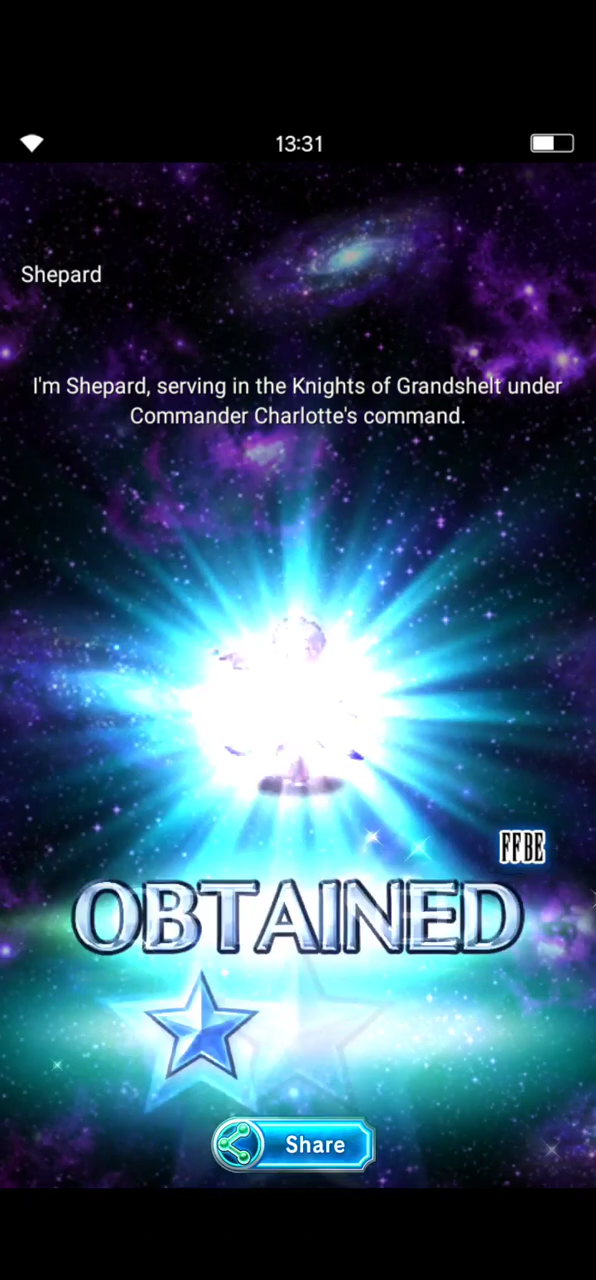 13:31
Shepard
I'm Shepard, serving in the Knights of Grandshelt under
Commander Charlotte's command.
FFBE
OBTAINED
Share